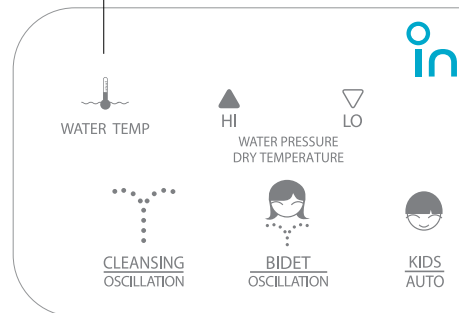 in
WATER TEMP
HI
LO
WATER PRESSURE
DRY TEMPERATURE
CLEANSING
OSCILLATION
BIDET
OSCILLATION
KIDS
AUTO